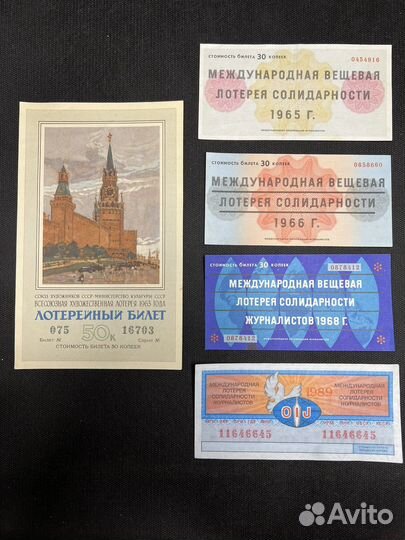 СОЮЗ ХУДОЖНИКОВ СССР МИНИСТЕРСТВО КУЛЬТУРЫ СССР
ВСЕСОЮЗНАЯ ХУДОЖЕСТВЕННАЯ ЛОТЕРЕЯ 1965 ГОДА
ЛОТЕРЕЙНЫЙ БИЛЕТ
075 50К 16703
Билет № Серия №
СТОИМОСТЬ БИЛЕТА 50 КОПЕЕК
СТОИМОСТЬ БИЛЕТА 30 КОПЕЕК 0454916
МЕЖДУНАРОДНАЯ ВЕЩЕВАЯ
ЛОТЕРЕЯ СОЛИДАРНОСТИ
1965 Г.
СТОИМОСТЬ БИЛЕТА 30 КОПЕЕК 0658660
МЕЖДУНАРОДНАЯ ВЕЩЕВАЯ
ЛОТЕРЕЯ СОЛИДАРНОСТИ
1966 Г.
СТОИМОСТЬ БИЛЕТА 30 КОПЕЕК 0878412
МЕЖДУНАРОДНАЯ ВЕЩЕВАЯ
ЛОТЕРЕЯ СОЛИДАРНОСТИ
ЖУРНАЛИСТОВ 1968 Г.
0878412
МЕЖДУНАРОДНАЯ
ЛОТЕРЕЯ
СОЛИДАРНОСТИ
ЖУРНАЛИСТОВ
1989
OIJ
МЕЖДУНАРОДНАЯ
ЛОТЕРЕЯ
СОЛИДАРНОСТИ
ЖУРНАЛИСТОВ
11646645 11646645
Avito